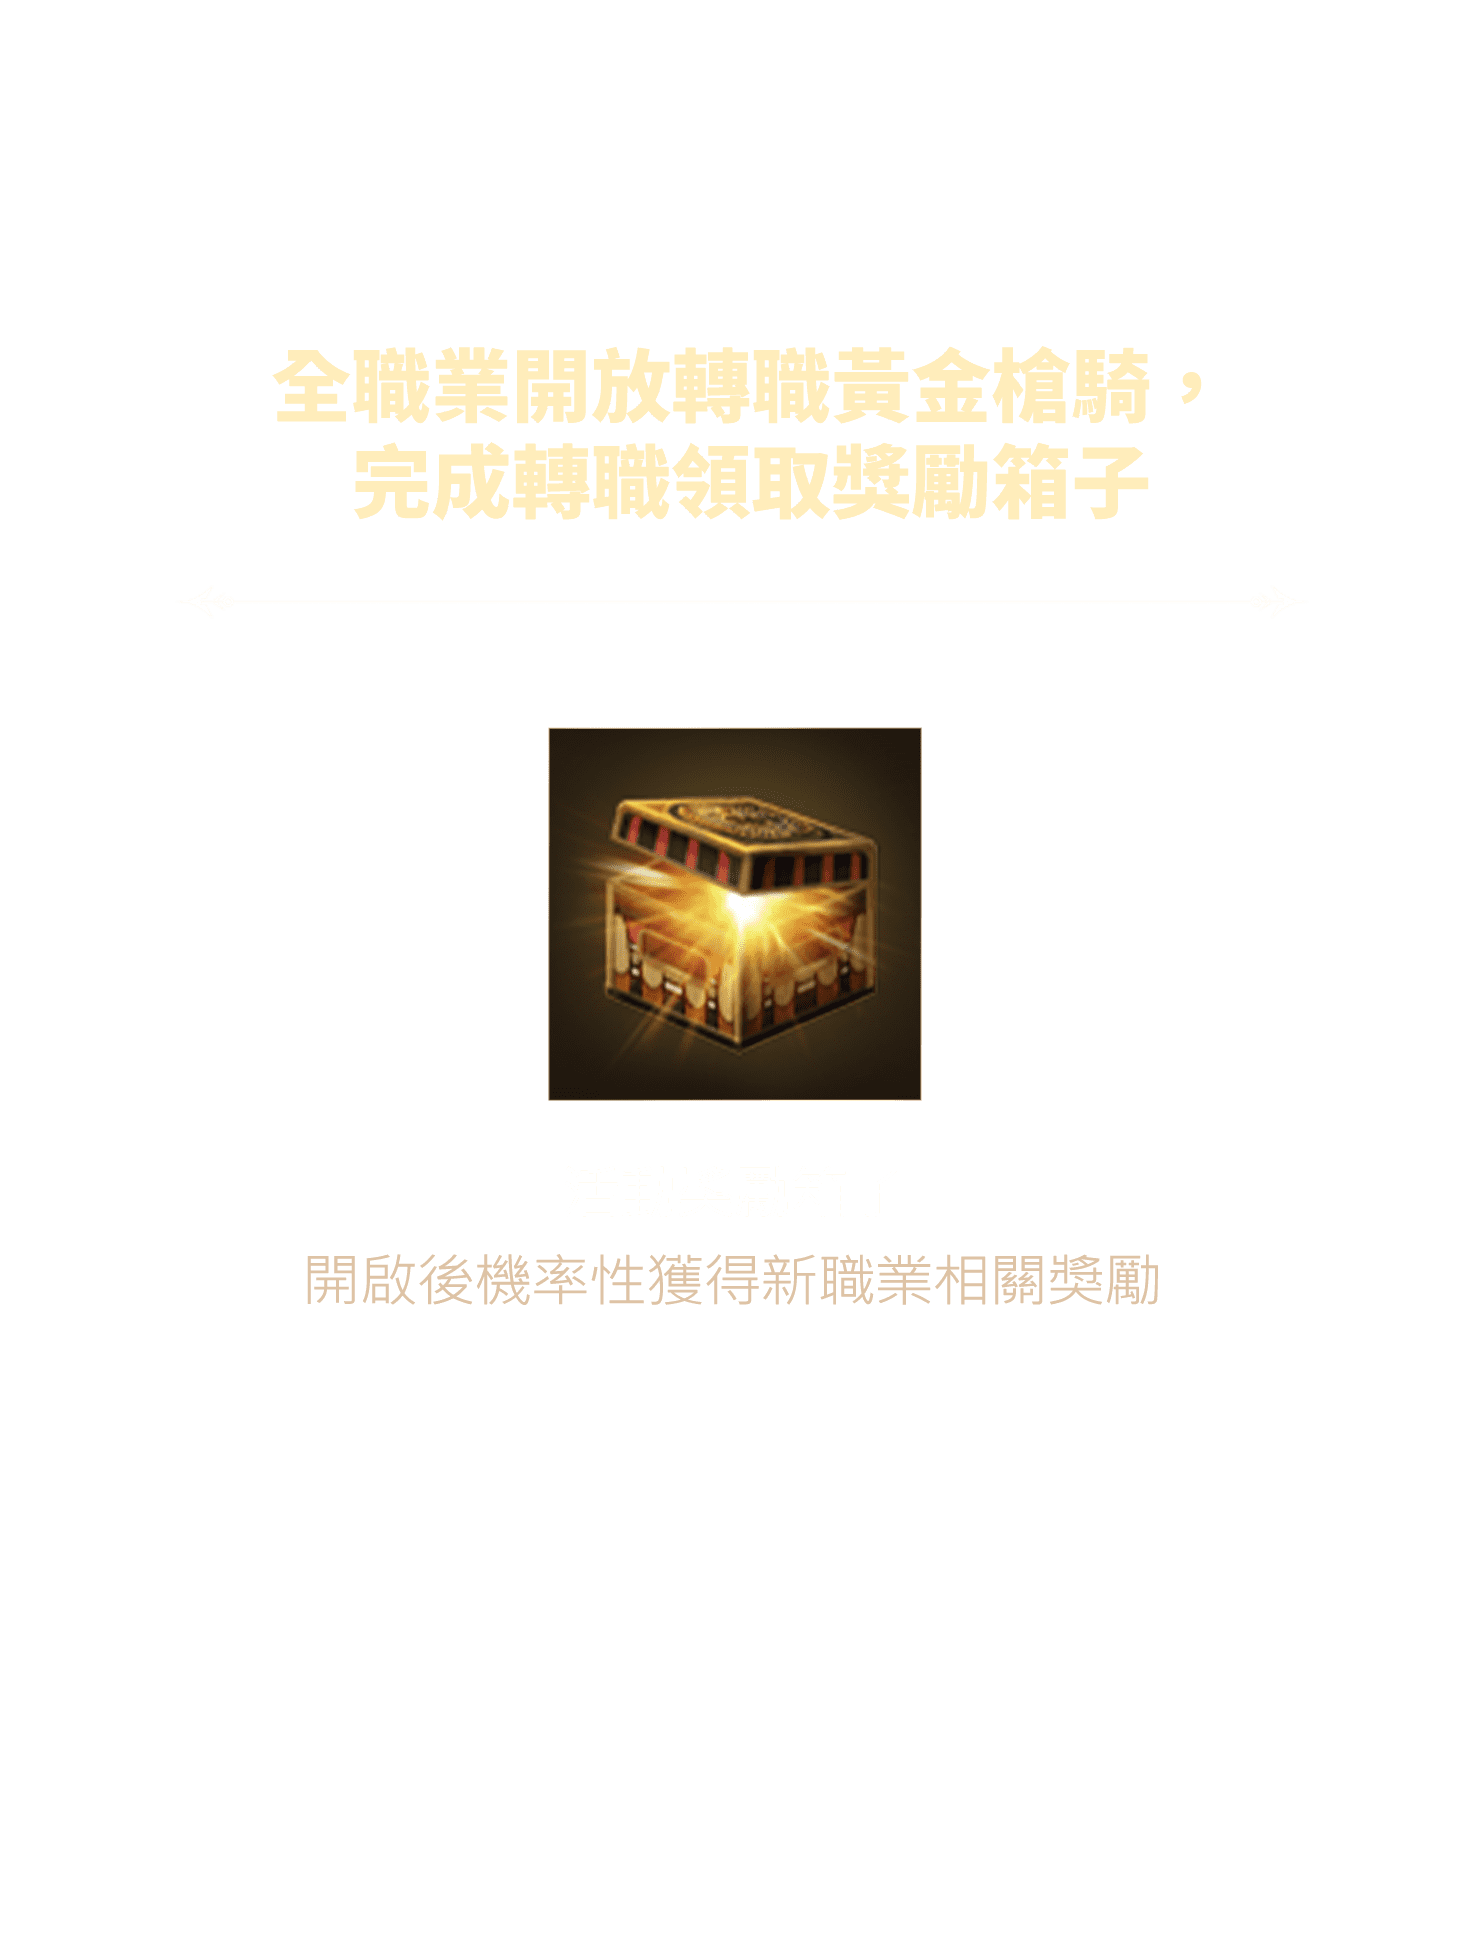 全職業開放轉職黃金槍騎，
完成轉職領取獎勵箱子
開啟後機率性獲得新職業相關獎勵